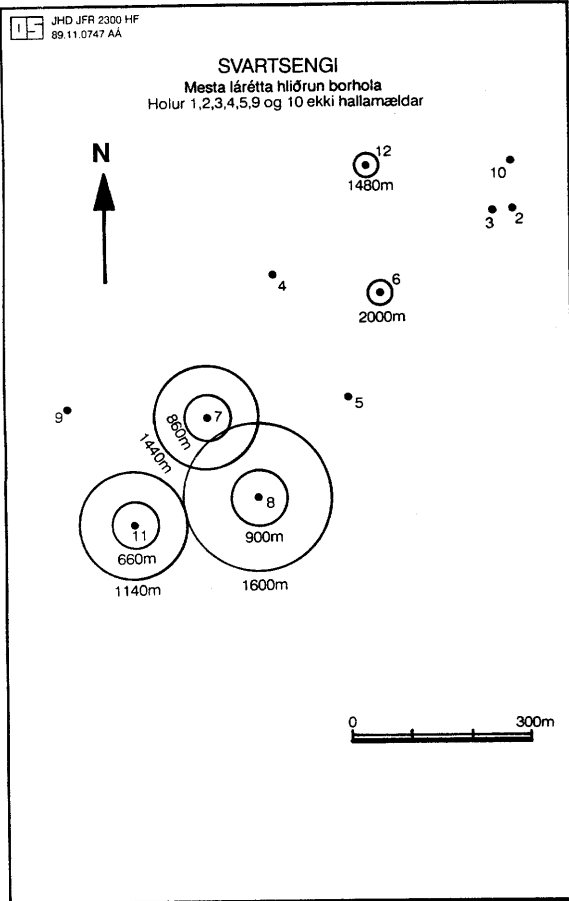 OS JHD JFR 2300 HF
89.11.0747 AÁ
SVARTSENGI
Mesta lárétta hliðrun borhola
Holur 1,2,3,4,5,9 og 10 ekki hallamældar
N
12
1480m
10
3
2
4
6
2000m
5
9
7
860m
1440m
8
900m
1600m
11
660m
1140m
0
300m